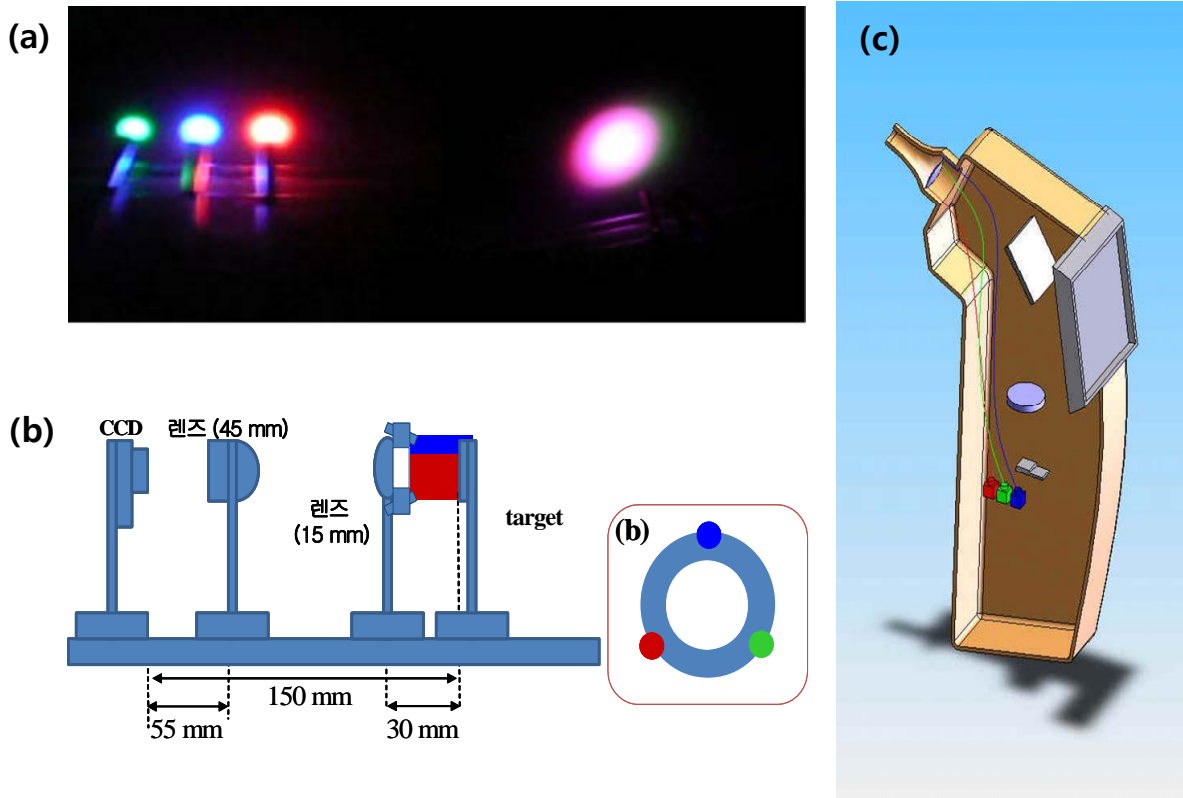 (a)
(c)
(b)
CCD
렌즈 (45 mm)
렌즈
(15 mm)
target
(b)
150 mm
55 mm
30 mm